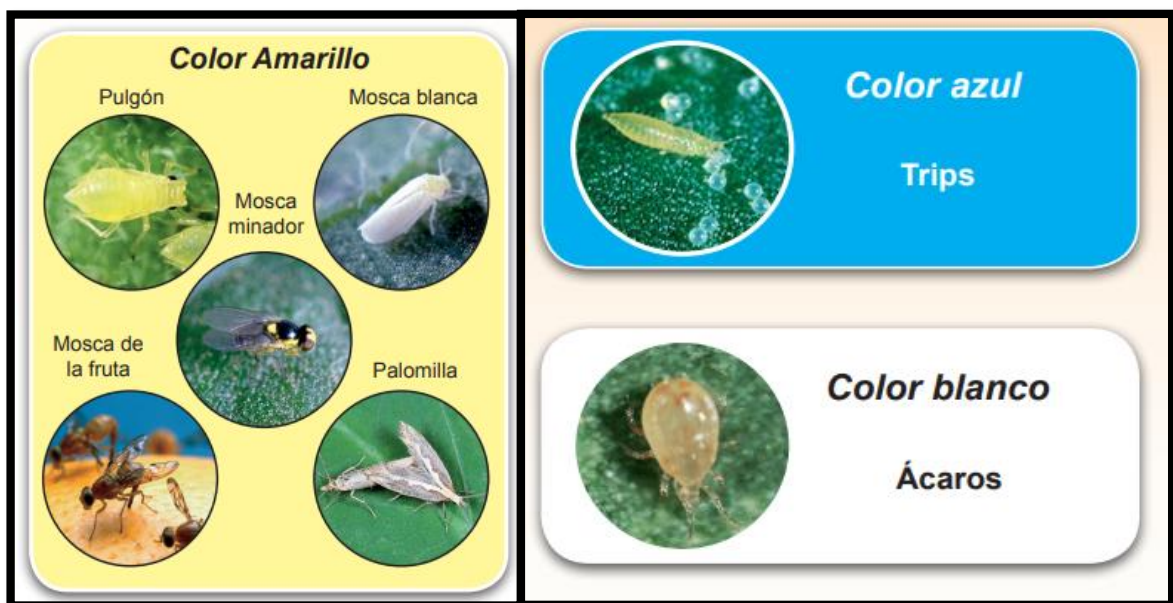 Color Amarillo
Pulgón
Mosca blanca
Mosca
minador
Mosca de
la fruta
Palomilla
Color azul
Trips
Color blanco
Ácaros